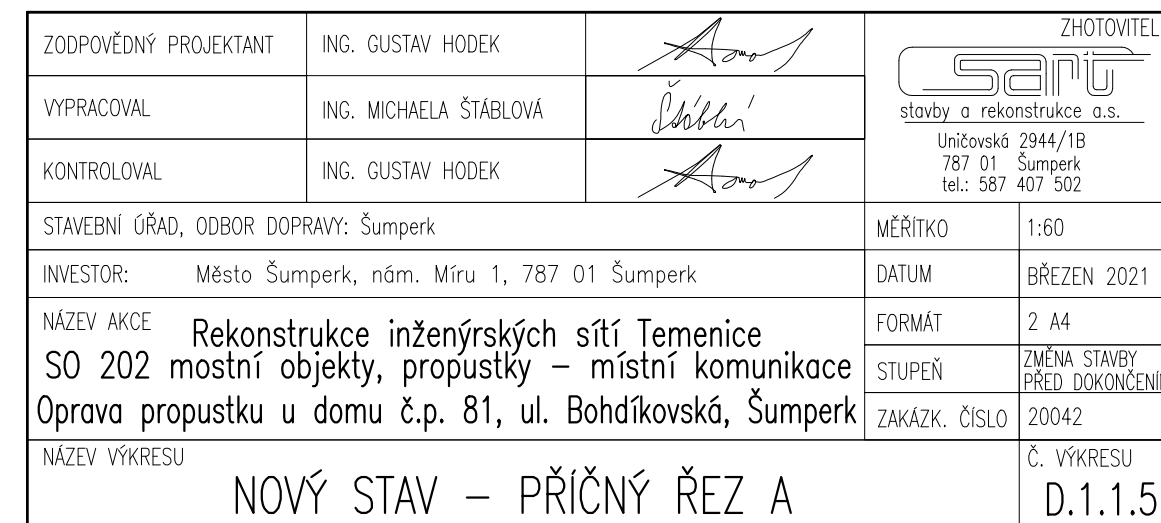 ZODPOVĚDNÝ PROJEKTANT ING. GUSTAV HODEK
VYPRACOVAL ING. MICHAELA ŠTÁBLOVÁ
KONTROLOVAL ING. GUSTAV HODEK
ZHOTOVITEL
sart
stavby a rekonstrukce a.s.
Uničovská 2944/1B
787 01 Šumperk
tel.: 587 407 502
STAVEBNÍ ÚŘAD, ODBOR DOPRAVY: Šumperk
MĚŘÍTKO 1:60
INVESTOR: Město Šumperk, nám. Míru 1, 787 01 Šumperk
DATUM BŘEZEN 2021
NÁZEV AKCE
Rekonstrukce inženýrských sítí Temenice
SO 202 mostní objekty, propustky – místní komunikace
Oprava propustku u domu č.p. 81, ul. Bohdíkovská, Šumperk
FORMÁT 2 A4
STUPEŇ ZMĚNA STAVBY
PŘED DOKONČENÍ
ZAKÁZK. ČÍSLO 20042
NÁZEV VÝKRESU
NOVÝ STAV – PŘÍČNÝ ŘEZ A
Č. VÝKRESU
D.1.1.5